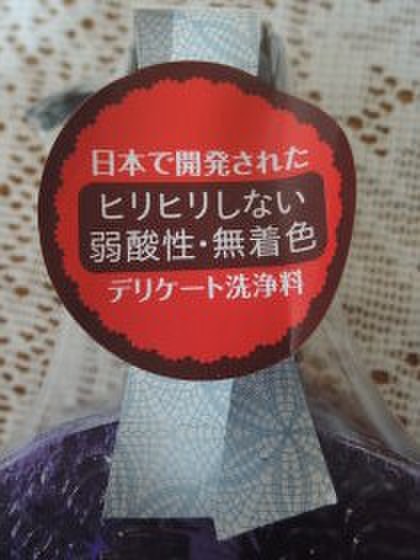 日本で開発された
ヒリヒリしない
弱酸性・無着色
デリケート洗浄料